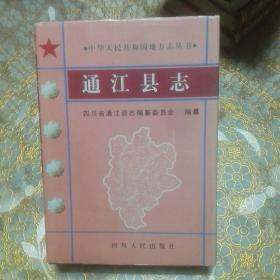 中华人民共和国地方志丛书
通江县志
四川省通江县志编纂委员会 编纂
四川人民出版社